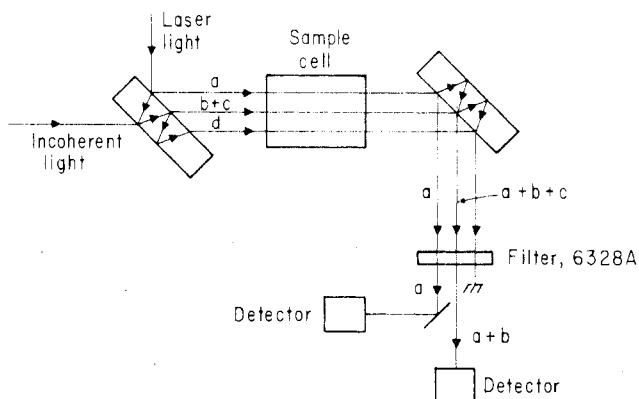 Laser
light
Sample
cell
a
b+c
d
Incoherent
light
a
a+b+c
Filter, 6328A
a
Detector
a+b
Detector